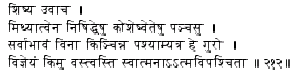 शिष्य उवाच ।
मिथ्यात्वेन निषिद्धेषु कोशेष्वेतेषु पञ्चसु ।
सर्वाभावं विना किञ्चिन्न पश्याम्यत्र हे गुरो ।
विज्ञेयं किमु वस्त्वस्ति स्वात्मनाऽऽत्मविपश्चिता ॥ २१२॥